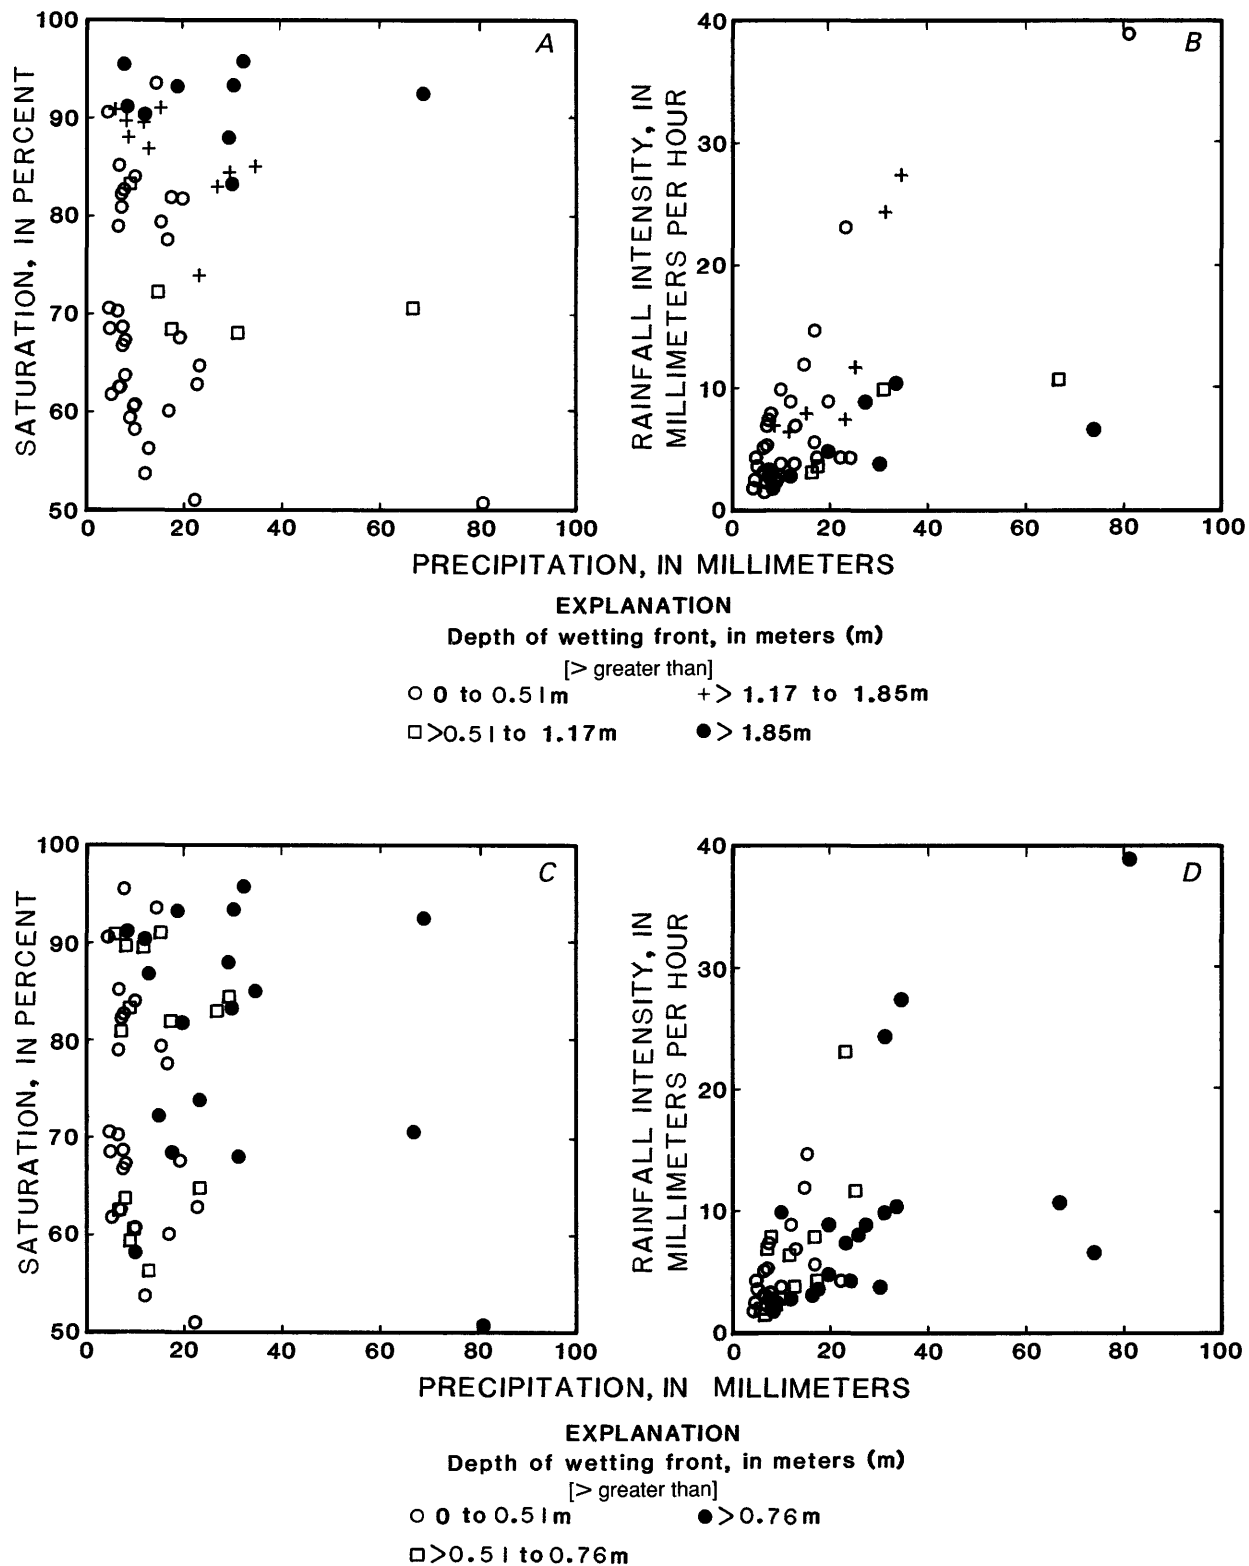 A
SATURATION, IN PERCENT
100
90
80
70
60
50
0 20 40 60 80 100
B
RAINFALL INTENSITY, IN
MILLIMETERS PER HOUR
40
30
20
10
0
0 20 40 60 80 100
PRECIPITATION, IN MILLIMETERS
EXPLANATION
Depth of wetting front, in meters (m)
[> greater than]
0 to 0.51m
> 1.17 to 1.85m
>0.51 to 1.17m
> 1.85m
C
SATURATION, IN PERCENT
100
90
80
70
60
50
0 20 40 60 80 100
D
RAINFALL INTENSITY, IN
MILLIMETERS PER HOUR
40
30
20
10
0
0 20 40 60 80 100
PRECIPITATION, IN MILLIMETERS
EXPLANATION
Depth of wetting front, in meters (m)
[> greater than]
0 to 0.51m
>0.76m
>0.51 to 0.76m